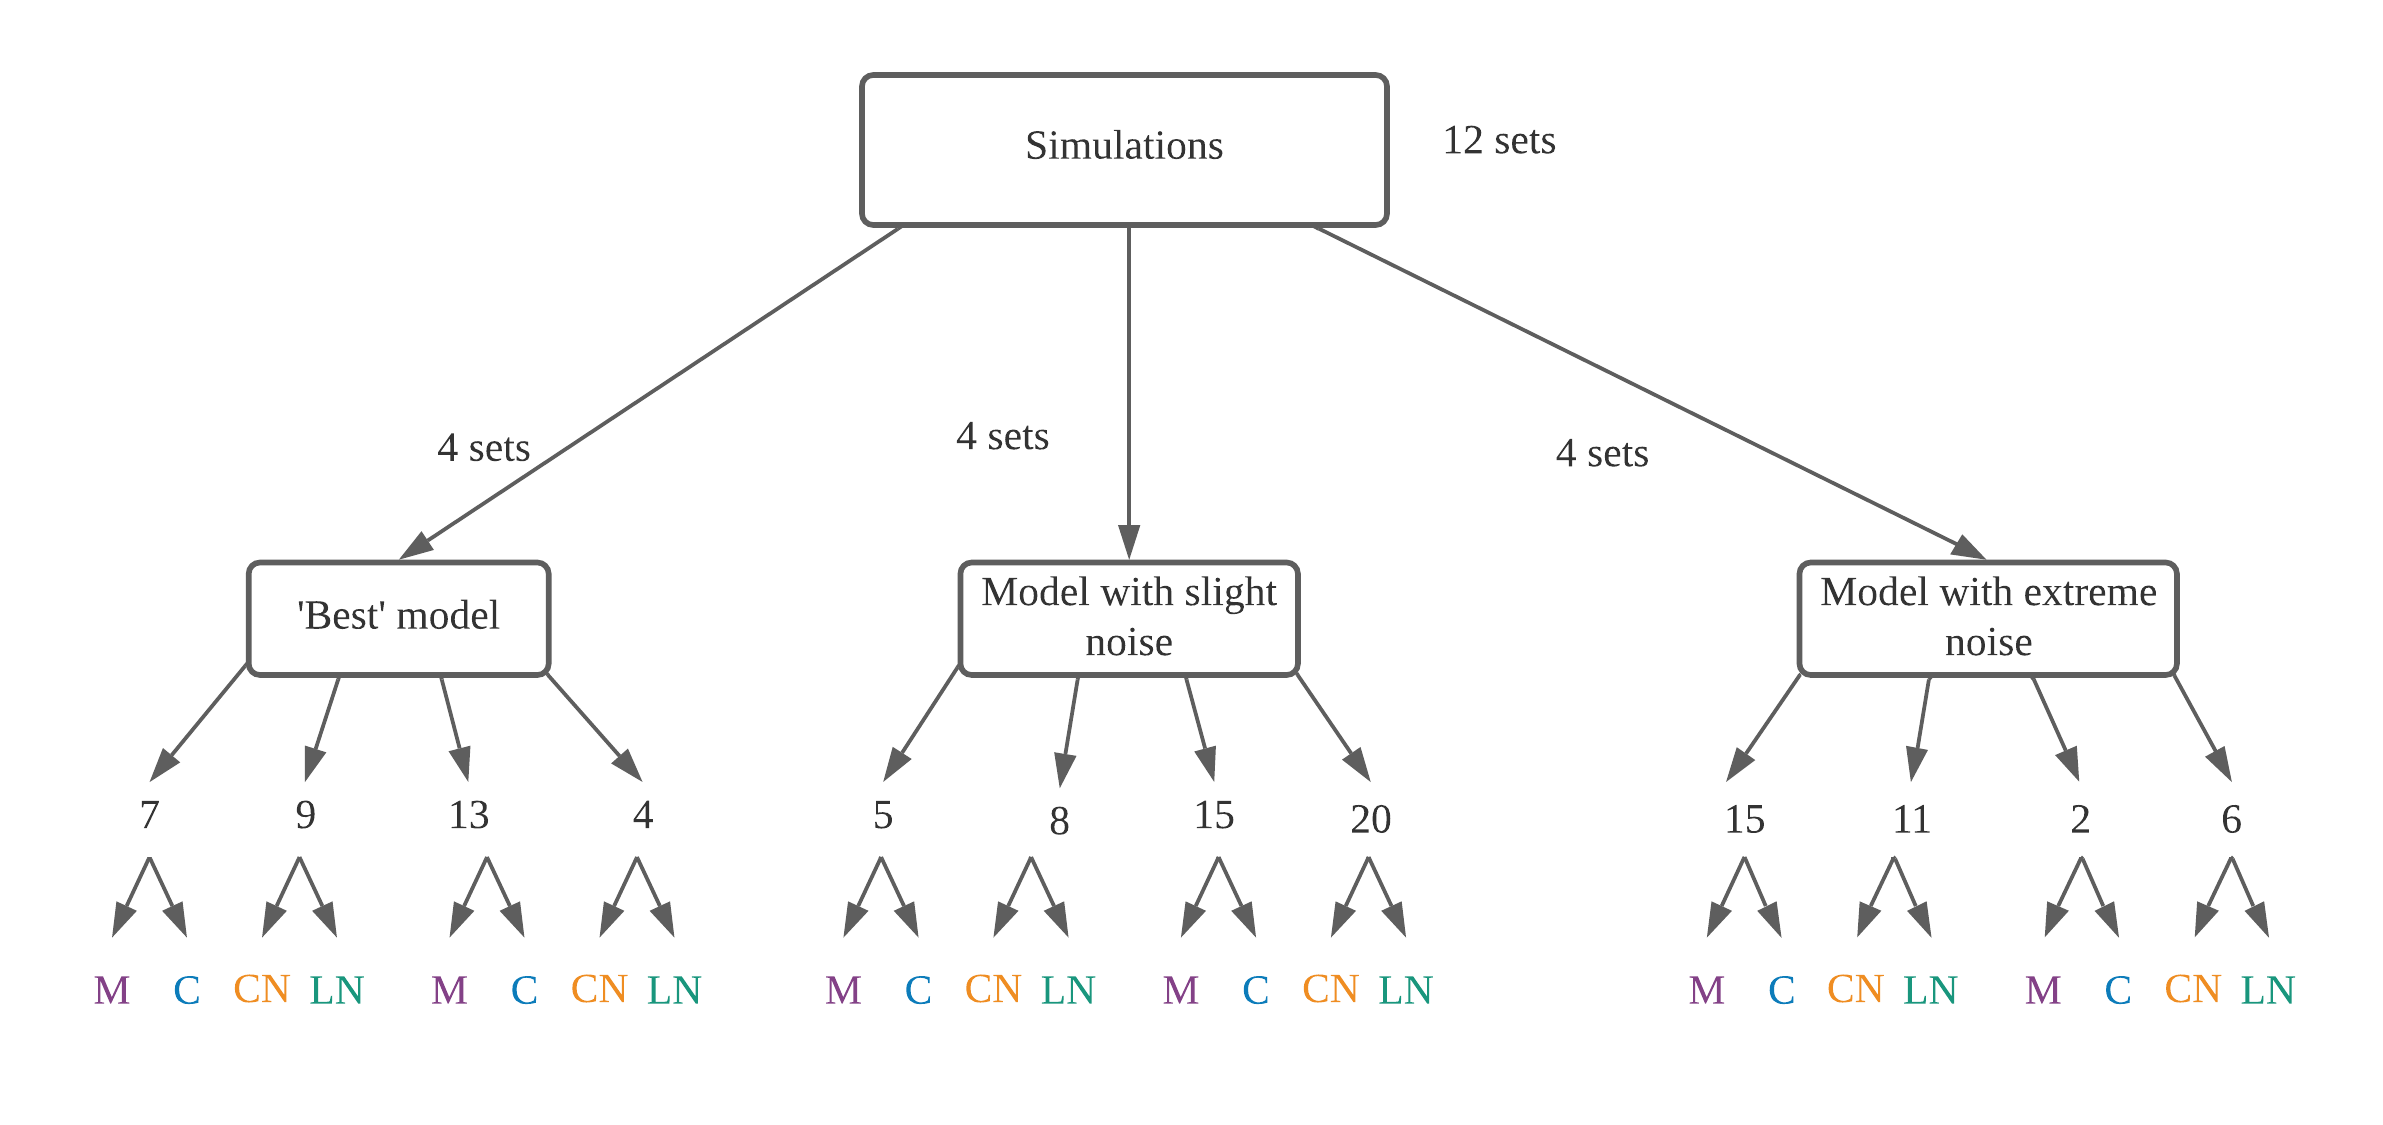 Simulations
12 sets
4 sets
4 sets
4 sets
'Best' model
Model with slight
noise
Model with extreme
noise
7 9 13 4 5 8 15 20 15 11 2 6
M C CN LN M C CN LN M C CN LN M C CN LN M C CN LN M C CN LN